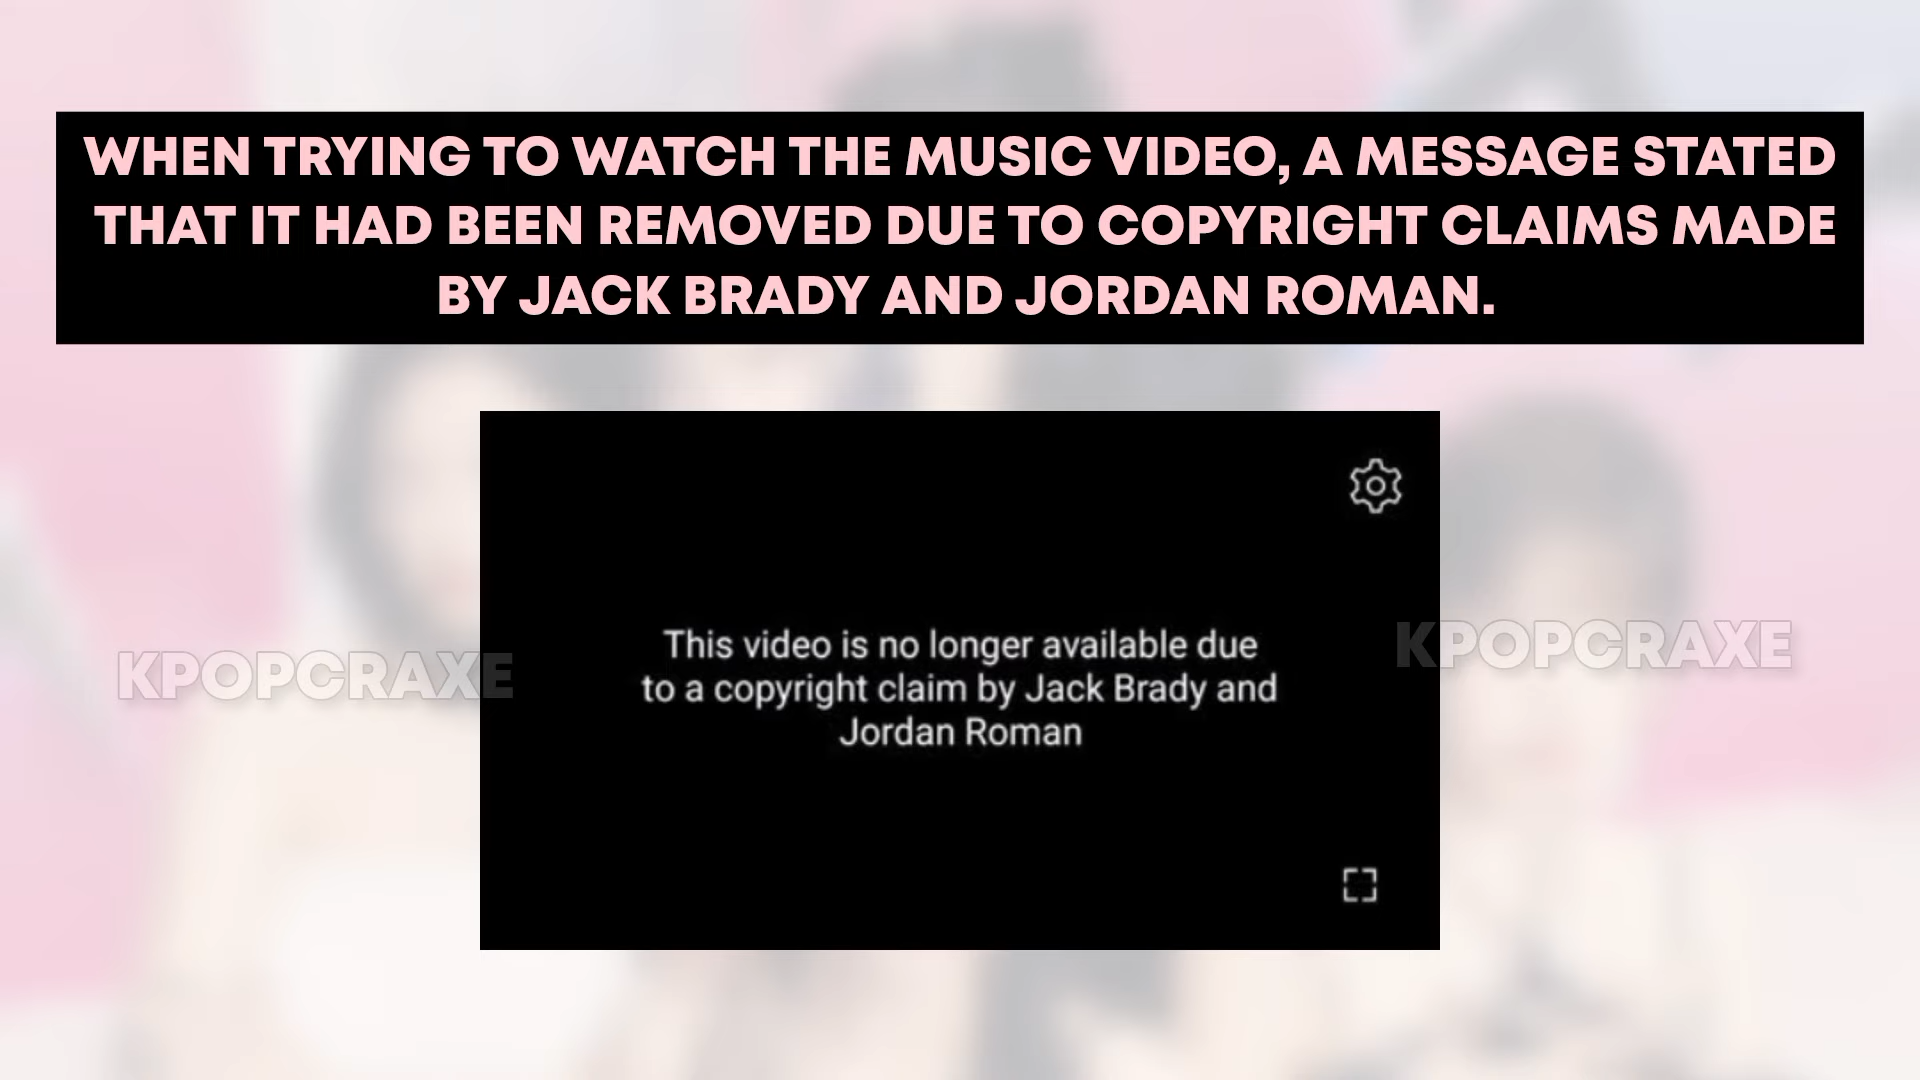 WHEN TRYING TO WATCH THE MUSIC VIDEO, A MESSAGE STATED
THAT IT HAD BEEN REMOVED DUE TO COPYRIGHT CLAIMS MADE
BY JACK BRADY AND JORDAN ROMAN.
This video is no longer available due
to a copyright claim by Jack Brady and
Jordan Roman
KPOPCRAXE
KPOPCRAXE